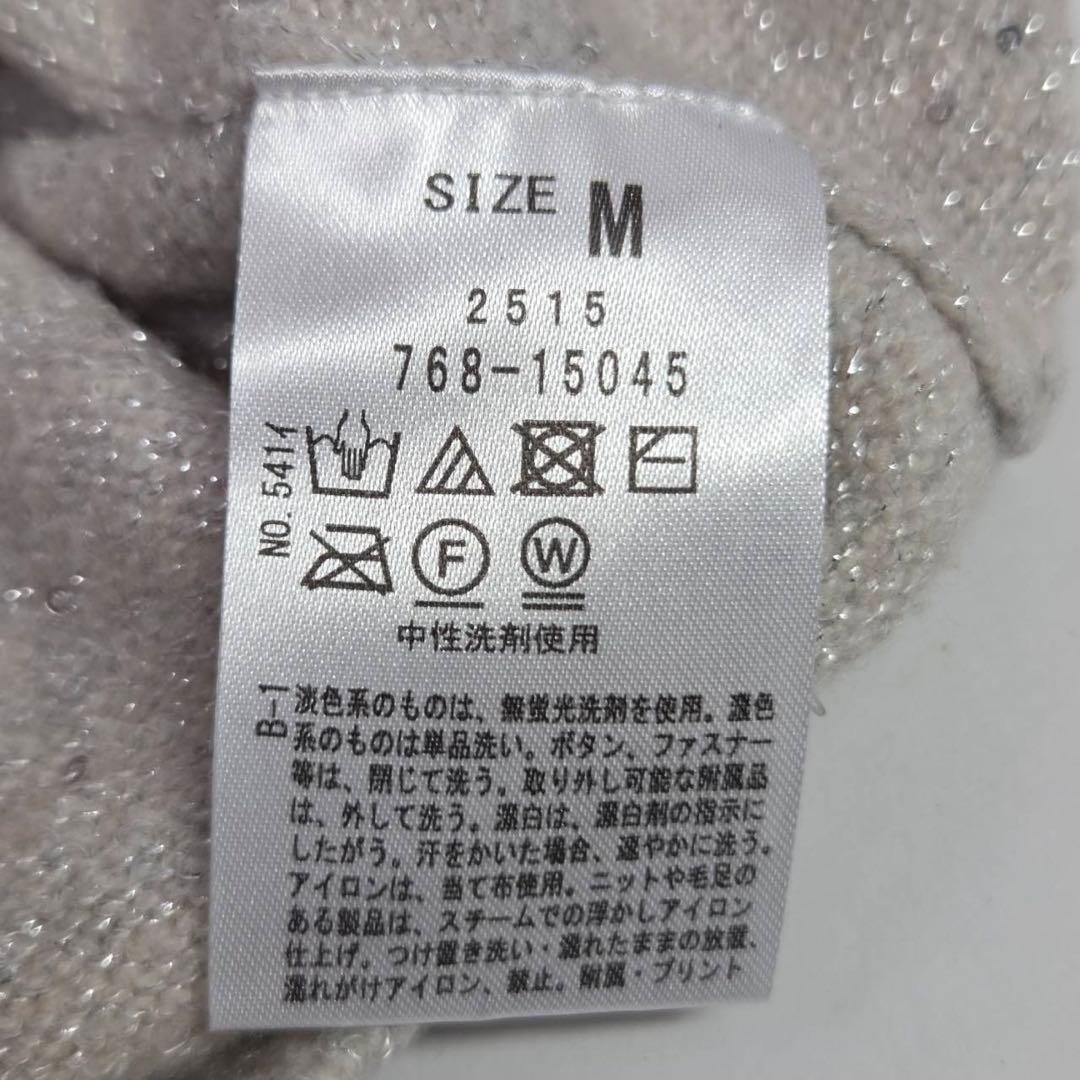 SIZE M
2515
768-15045
NO.541イ
F
W
中性洗剤使用
B-1
淡色系のものは、無蛍光洗剤を使用。濃色
系のものは単品洗い。ボタン、ファスナー
等は、閉じて洗う。取り外し可能な附属品
は、外して洗う。漂白は、漂白剤の指示に
したがう。汗をかいた場合、速やかに洗う。
アイロンは、当て布使用。ニットや毛足の
ある製品は、スチームでの浮かしアイロン
仕上げ。つけ置き洗い・濡れたままの放置、
濡れがけアイロン、禁止。附属・プリント